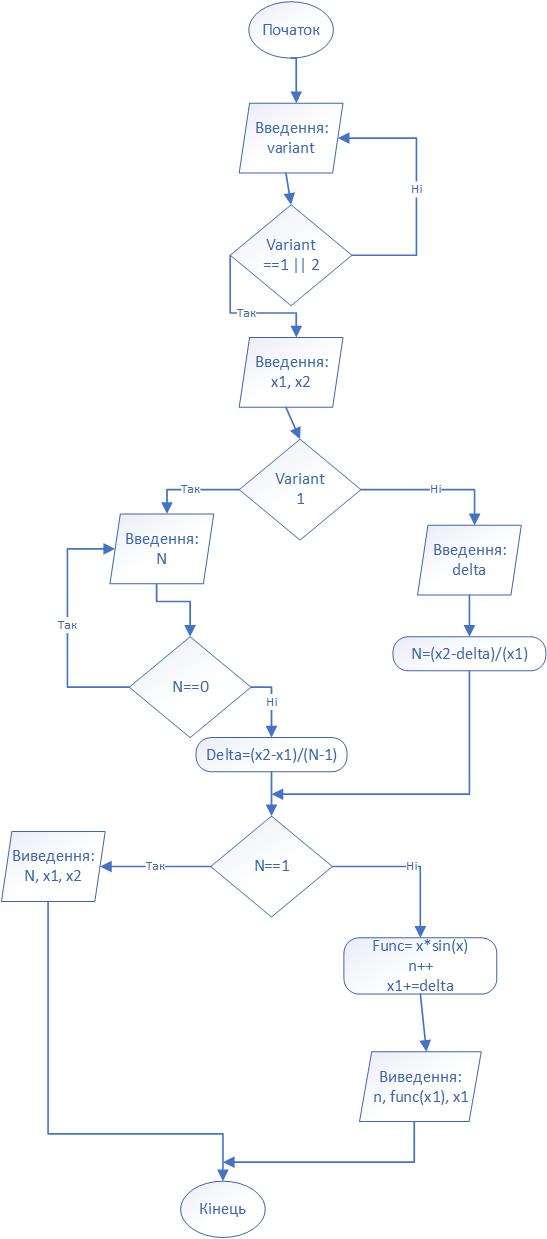 Початок
Введення:
variant
Ні
Variant
==1 || 2
Так
Введення:
x1, x2
Variant
1
Так
Ні
Введення:
N
Введення:
delta
Так
N=(x2-delta)/(x1)
N==0
Ні
Delta=(x2-x1)/(N-1)
Виведення:
N, x1, x2
Так
N==1
Ні
Func= x*sin(x)
n++
x1+=delta
Виведення:
n, func(x1), x1
Кінець